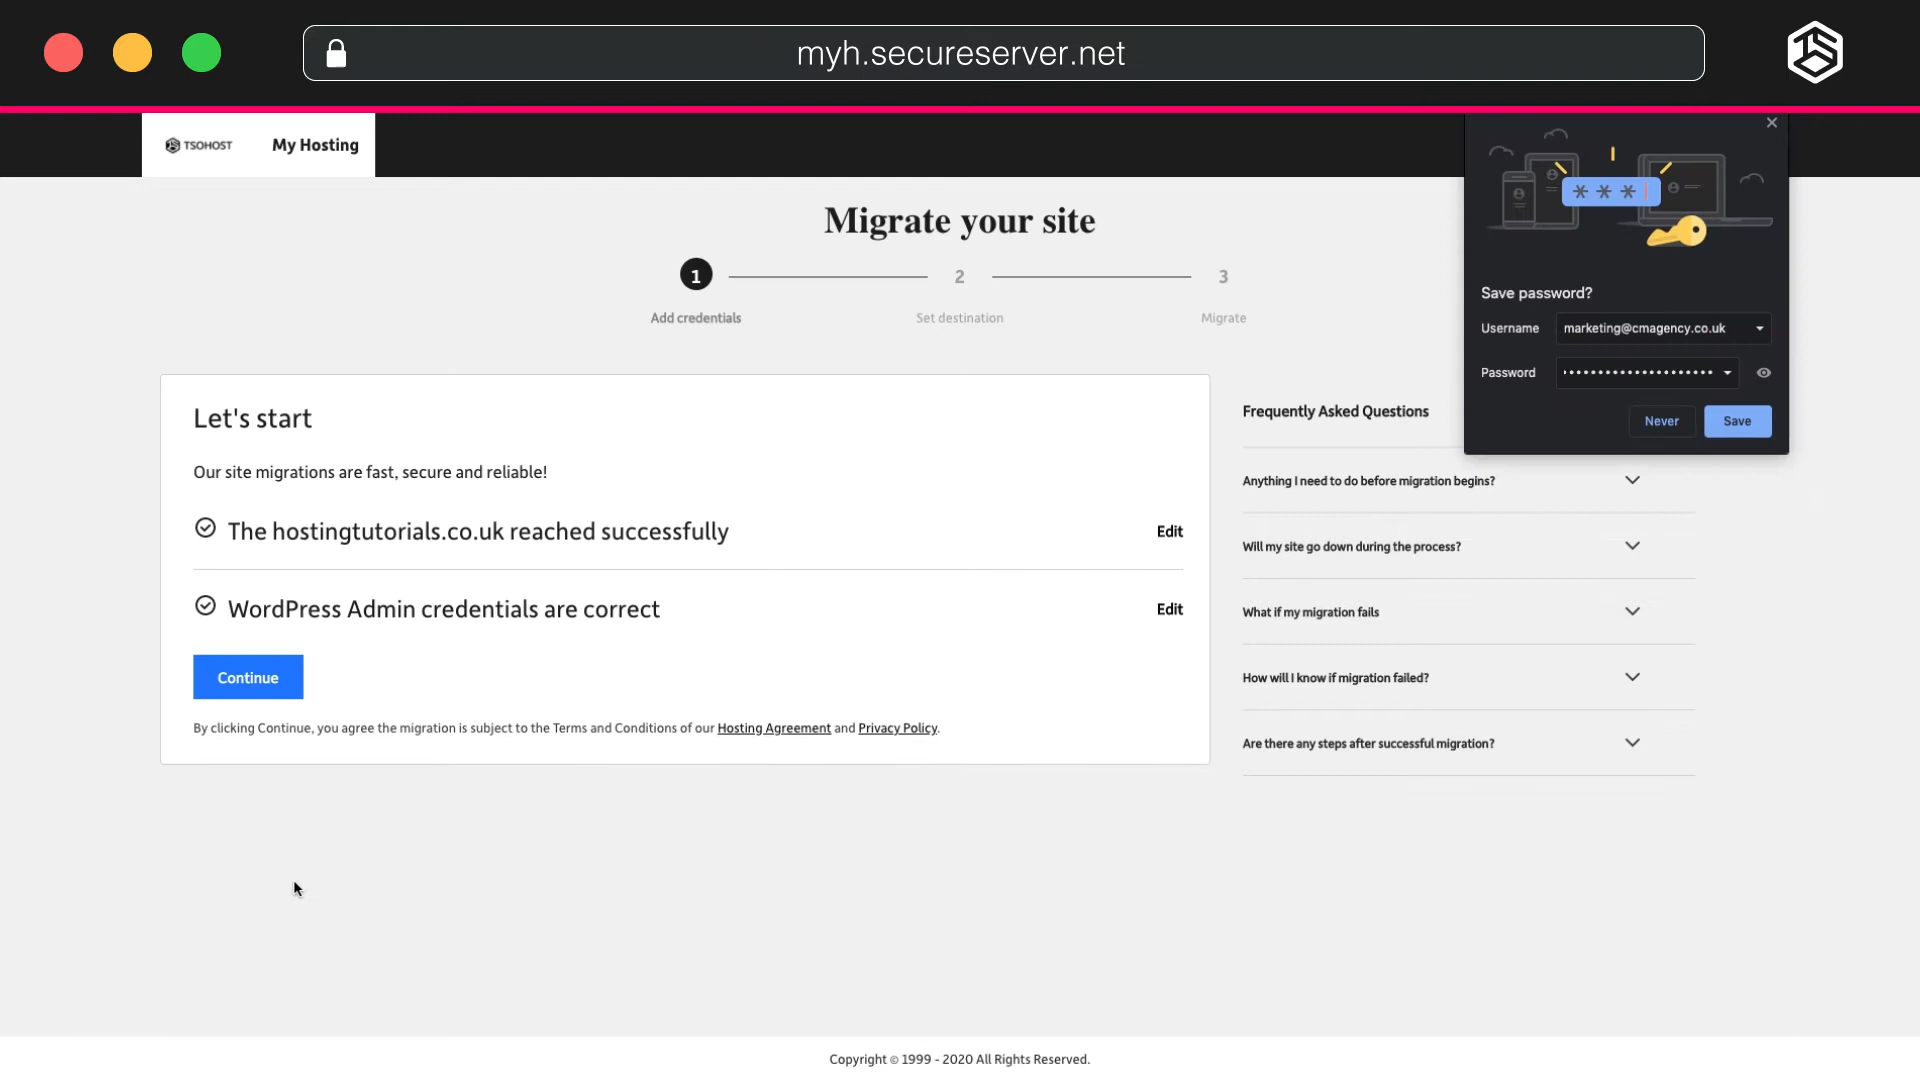 myh.secureserver.net
TSOHOST
My Hosting
Migrate your site
1
2
3
Add credentials
Set destination
Migrate
Save password?
Username
marketing@cmagency.co.uk
Password
Never
Save
Let's start
Our site migrations are fast, secure and reliable!
The hostingtutorials.co.uk reached successfully
Edit
WordPress Admin credentials are correct
Edit
Continue
By clicking Continue, you agree the migration is subject to the Terms and Conditions of our Hosting Agreement and Privacy Policy.
Frequently Asked Questions
Anything I need to do before migration begins?
Will my site go down during the process?
What if my migration fails
How will I know if migration failed?
Are there any steps after successful migration?
Copyright © 1999 - 2020 All Rights Reserved.